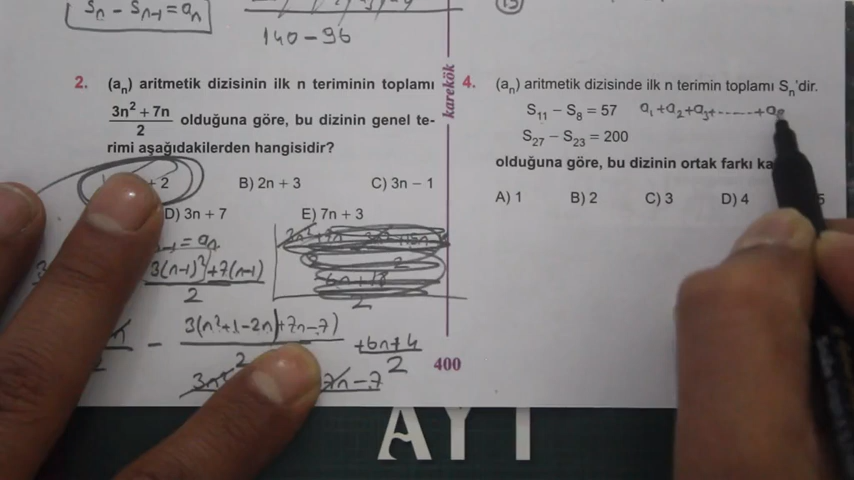 Sn - Sn-1 = an
140 - 96
13
2. (an) aritmetik dizisinin ilk n teriminin toplamı
3n² + 7n
2
olduğuna göre, bu dizinin genel te-
rimi aşağıdakilerden hangisidir?
+ 2 B) 2n + 3 C) 3n - 1
D) 3n + 7 E) 7n + 3
= an
3(n-1)² + 7(n-1)
2
- 3(n²+1-2n)+7n-7)
2
+6n+4
2
7n-7
karekök
400
4. (an) aritmetik dizisinde ilk n terimin toplamı Sn'dir.
S11 - S8 = 57 a1+a2+a3+.......+a
S27 - S23 = 200
olduğuna göre, bu dizinin ortak farkı
A) 1 B) 2 C) 3 D) 4 5
AYT